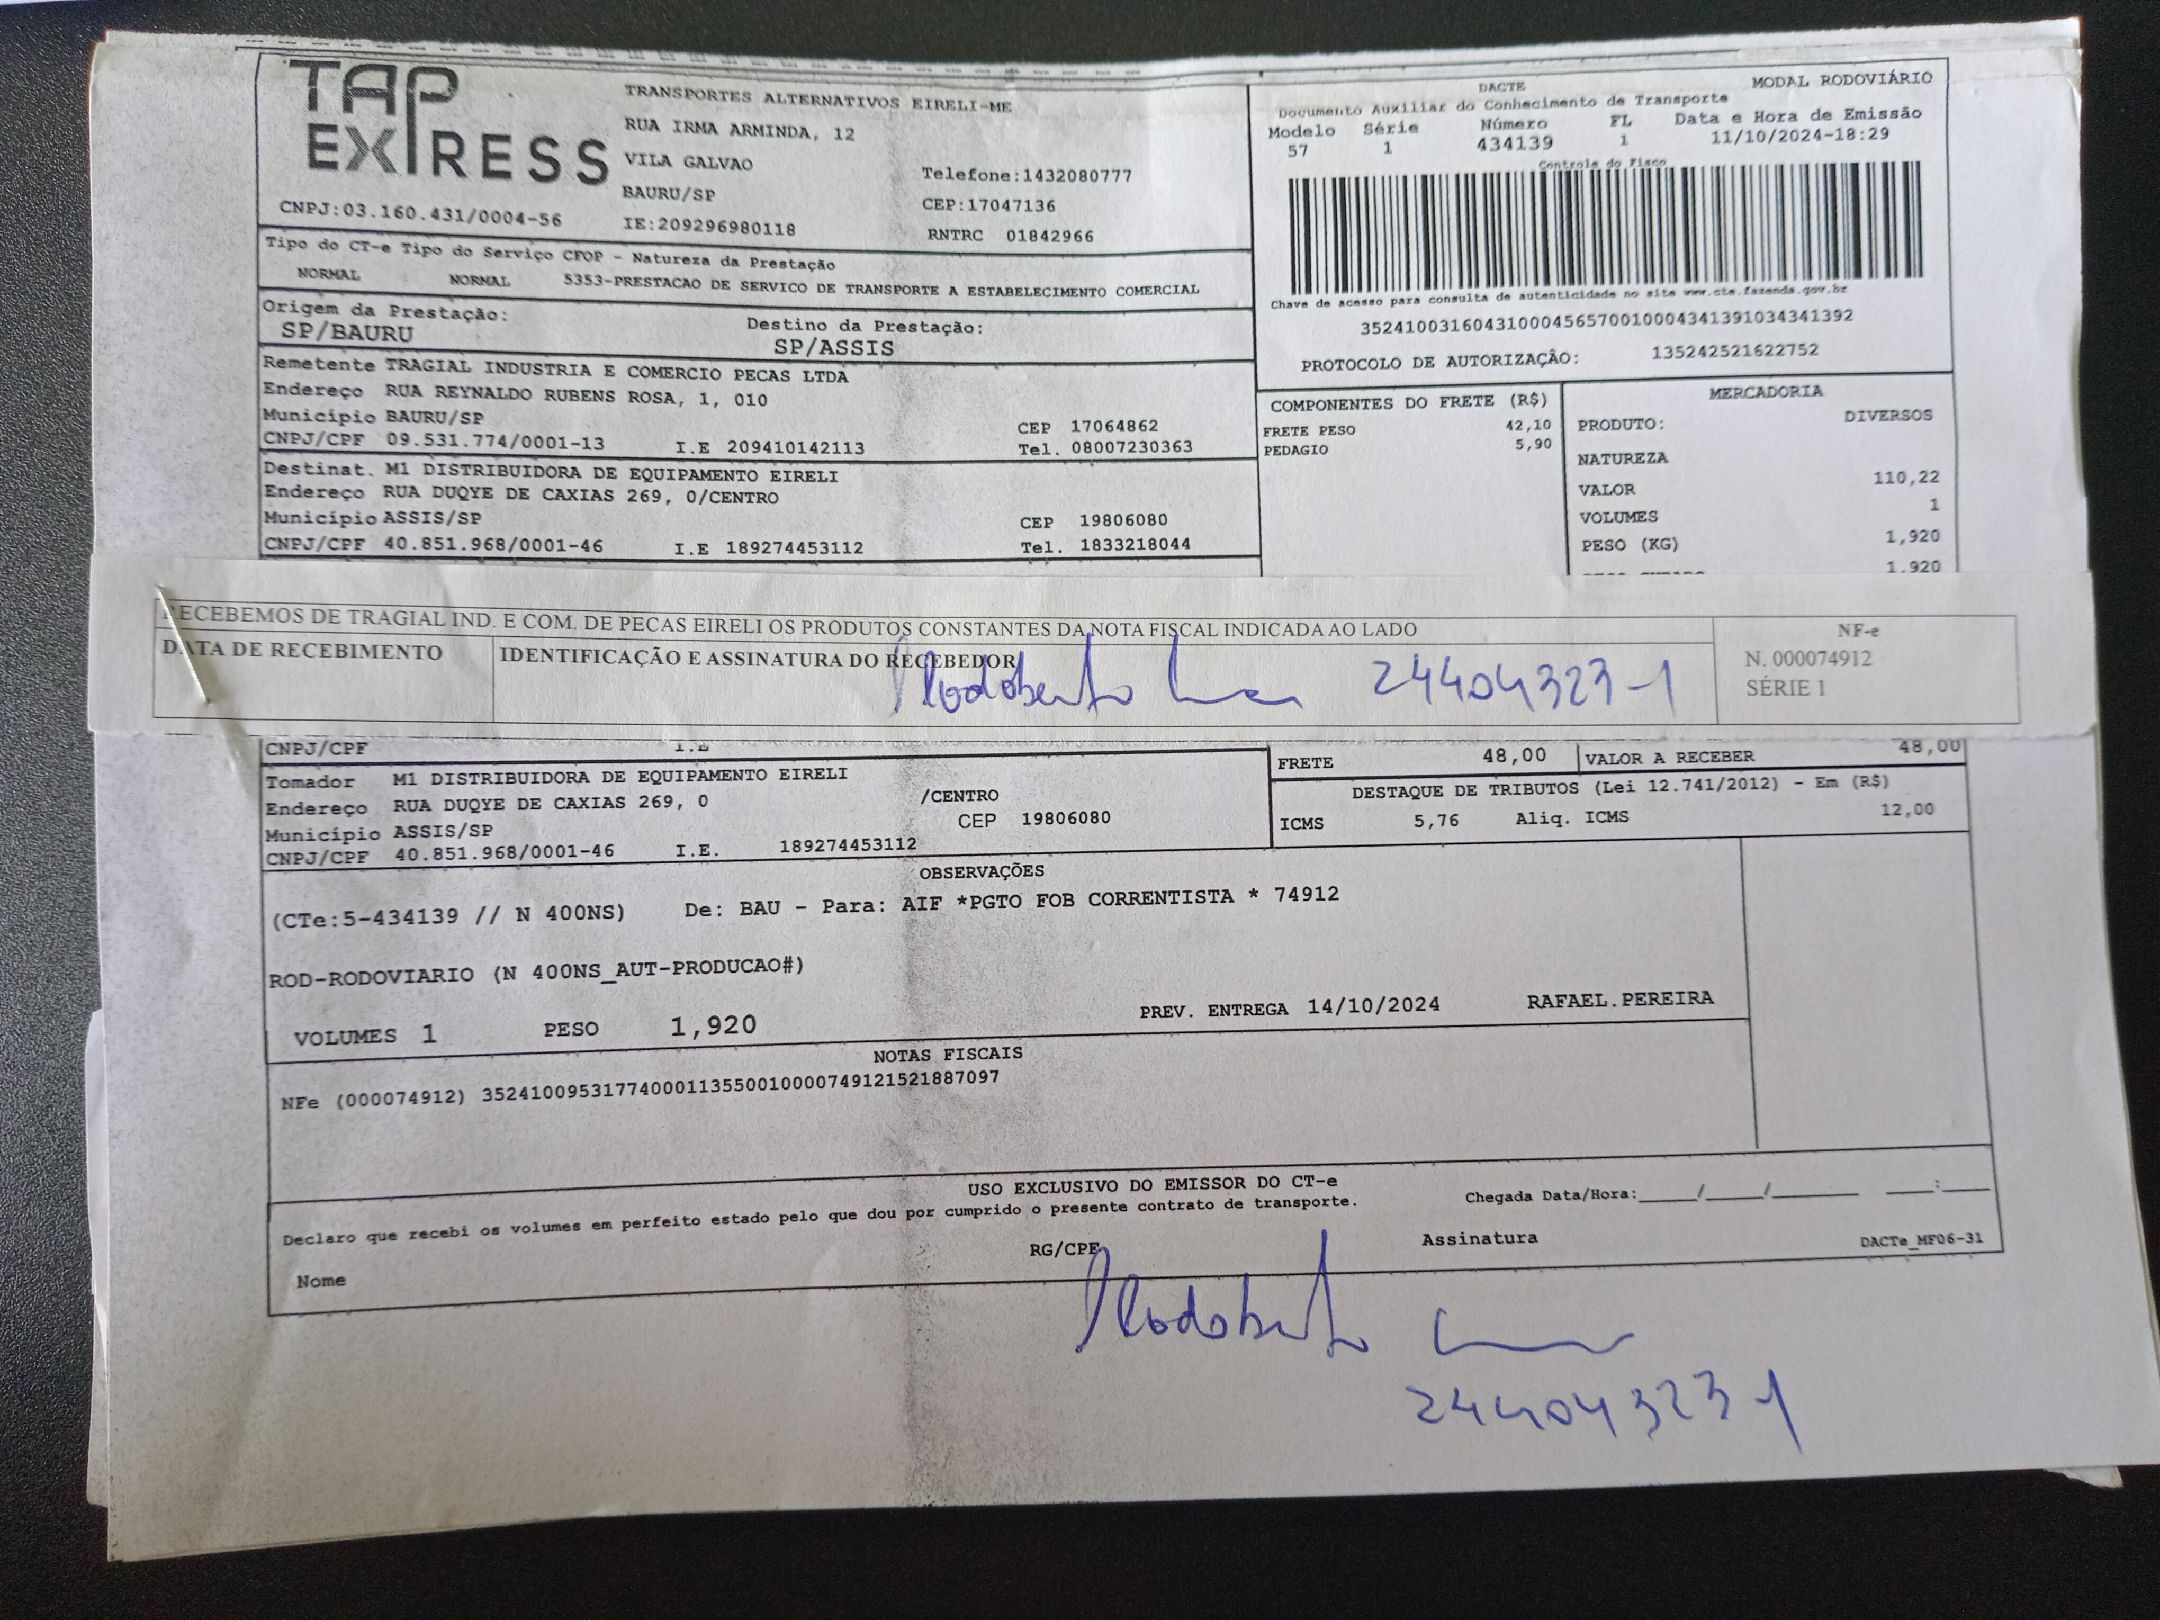 TAP EXPRESS
TRANSPORTES ALTERNATIVOS EIRELI-ME
RUA IRMA ARMINDA, 12
VILA GALVAO
Telefone:1432080777
BAURU/SP
CEP:17047136
CNPJ:03.160.431/0004-56
IE:209296980118
RNTRC 01842966
DACTE
MODAL RODOVIÁRIO
Documento Auxiliar do Conhecimento de Transporte
Modelo Série Número FL Data e Hora de Emissão
57 1 434139 1 11/10/2024-18:29
Controle do Fisco
Chave de acesso para consulta de autenticidade no site www.cte.fazenda.gov.br
35241003160431000456570010004341391034341392
PROTOCOLO DE AUTORIZAÇÃO: 135242521622752
Tipo do CT-e Tipo do Serviço CFOP - Natureza da Prestação
NORMAL NORMAL 5353-PRESTACAO DE SERVICO DE TRANSPORTE A ESTABELECIMENTO COMERCIAL
Origem da Prestação: Destino da Prestação:
SP/BAURU SP/ASSIS
Remetente TRAGIAL INDUSTRIA E COMERCIO PECAS LTDA
Endereço RUA REYNALDO RUBENS ROSA, 1, 010
Município BAURU/SP CEP 17064862
CNPJ/CPF 09.531.774/0001-13 I.E 209410142113 Tel. 08007230363
Destinat. M1 DISTRIBUIDORA DE EQUIPAMENTO EIRELI
Endereço RUA DUQYE DE CAXIAS 269, 0/CENTRO
Município ASSIS/SP CEP 19806080
CNPJ/CPF 40.851.968/0001-46 I.E 189274453112 Tel. 1833218044
COMPONENTES DO FRETE (R$)
FRETE PESO 42,10
PEDAGIO 5,90
MERCADORIA
PRODUTO: DIVERSOS
NATUREZA
VALOR 110,22
VOLUMES 1
PESO (KG) 1,920
1,920
RECEBEMOS DE TRAGIAL IND. E COM. DE PECAS EIRELI OS PRODUTOS CONSTANTES DA NOTA FISCAL INDICADA AO LADO
DATA DE RECEBIMENTO
IDENTIFICAÇÃO E ASSINATURA DO RECEBEDOR
Rodoberto 24404323-1
NF-e
N. 000074912
SÉRIE 1
CNPJ/CPF I.E
Tomador M1 DISTRIBUIDORA DE EQUIPAMENTO EIRELI
Endereço RUA DUQYE DE CAXIAS 269, 0 /CENTRO
Município ASSIS/SP CEP 19806080
CNPJ/CPF 40.851.968/0001-46 I.E. 189274453112
FRETE 48,00 VALOR A RECEBER 48,00
DESTAQUE DE TRIBUTOS (Lei 12.741/2012) - Em (R$)
ICMS 5,76 Aliq. ICMS 12,00
OBSERVAÇÕES
(CTe:5-434139 // N 400NS) De: BAU - Para: AIF *PGTO FOB CORRENTISTA * 74912
ROD-RODOVIARIO (N 400NS_AUT-PRODUCAO#)
VOLUMES 1 PESO 1,920 PREV. ENTREGA 14/10/2024 RAFAEL.PEREIRA
NOTAS FISCAIS
NFe (000074912) 35241009531774000113550010000749121521887097
USO EXCLUSIVO DO EMISSOR DO CT-e
Declaro que recebi os volumes em perfeito estado pelo que dou por cumprido o presente contrato de transporte.
Chegada Data/Hora:____/____/______ ___:___
Nome RG/CPF Assinatura DACTe_MF06-31
Rodoberto
24404323-1